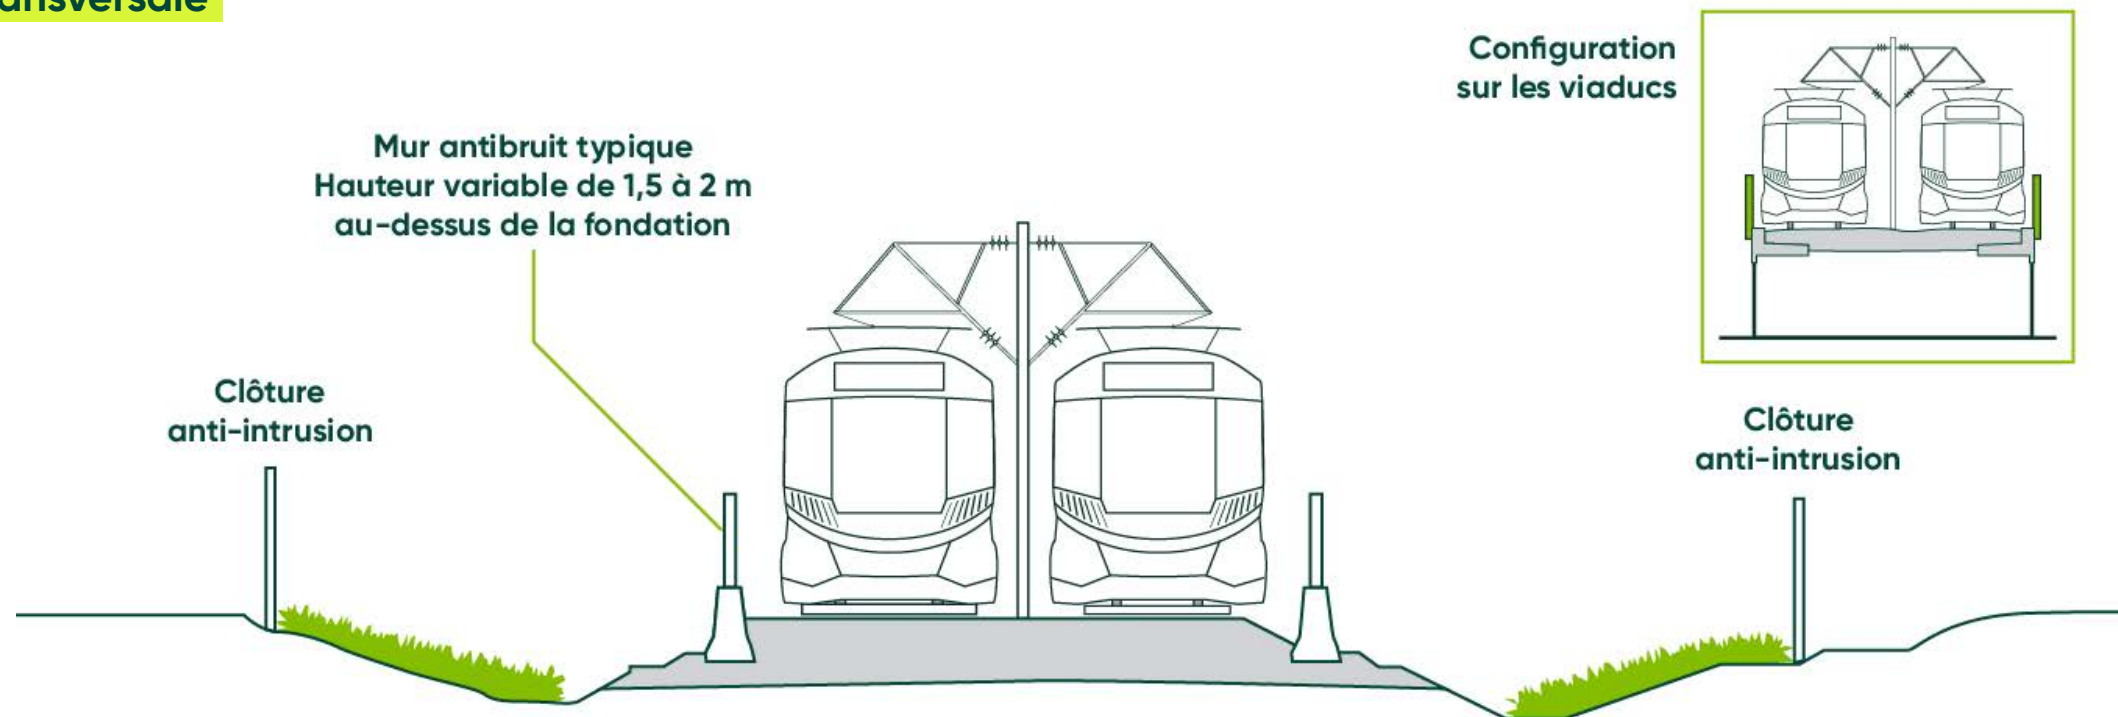 Configuration
sur les viaducs
Mur antibruit typique
Hauteur variable de 1,5 à 2 m
au-dessus de la fondation
Clôture
anti-intrusion
Clôture
anti-intrusion